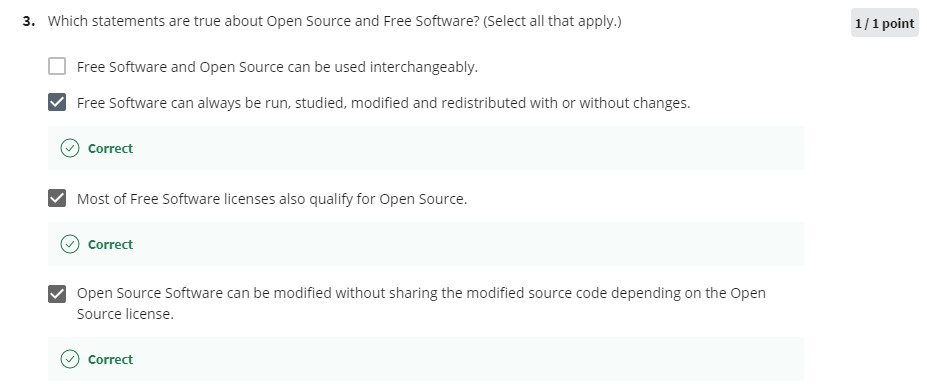 3. Which statements are true about Open Source and Free Software? (Select all that apply.)
1 / 1 point
Free Software and Open Source can be used interchangeably.
Free Software can always be run, studied, modified and redistributed with or without changes.
Correct
Most of Free Software licenses also qualify for Open Source.
Correct
Open Source Software can be modified without sharing the modified source code depending on the Open
Source license.
Correct